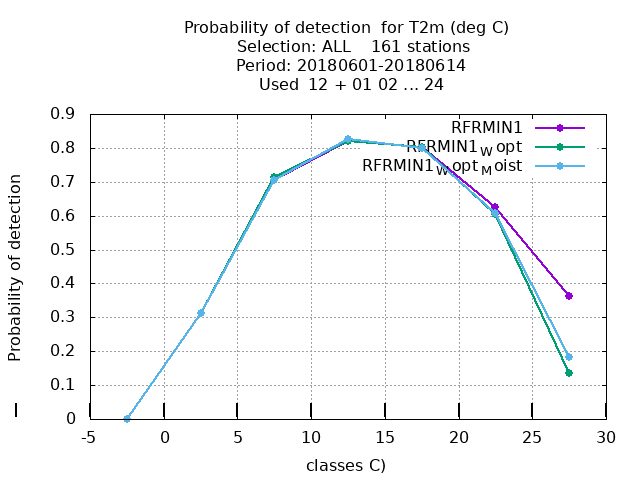 Probability of detection for T2m (deg C)
Selection: ALL 161 stations
Period: 20180601-20180614
Used 12 + 01 02 ... 24
RFRMIN1
RFRMIN1Wopt
RFRMIN1WoptMoist
0.9
0.8
0.7
0.6
0.5
0.4
0.3
0.2
0.1
0
Probability of detection
-5 0 5 10 15 20 25 30
classes C)